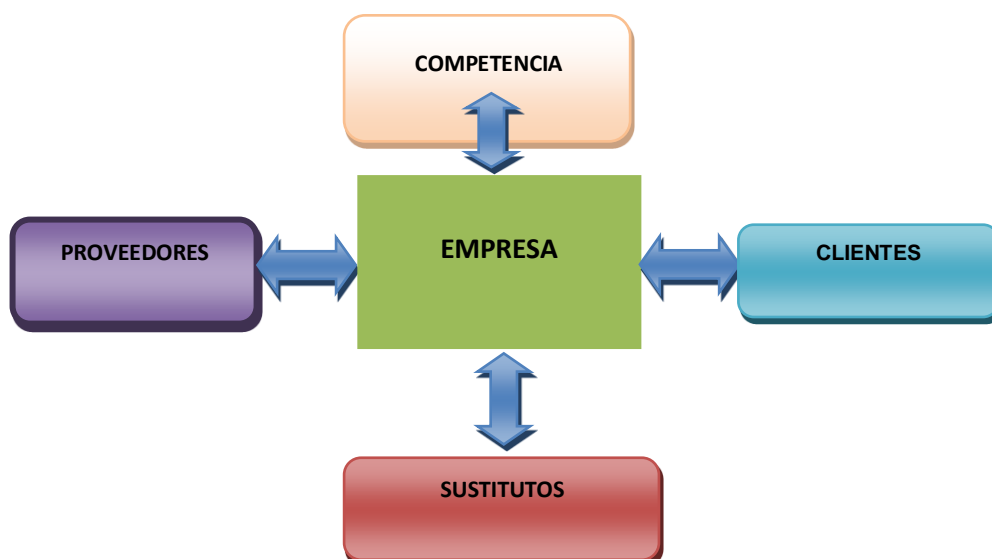 COMPETENCIA
PROVEEDORES
EMPRESA
CLIENTES
SUSTITUTOS